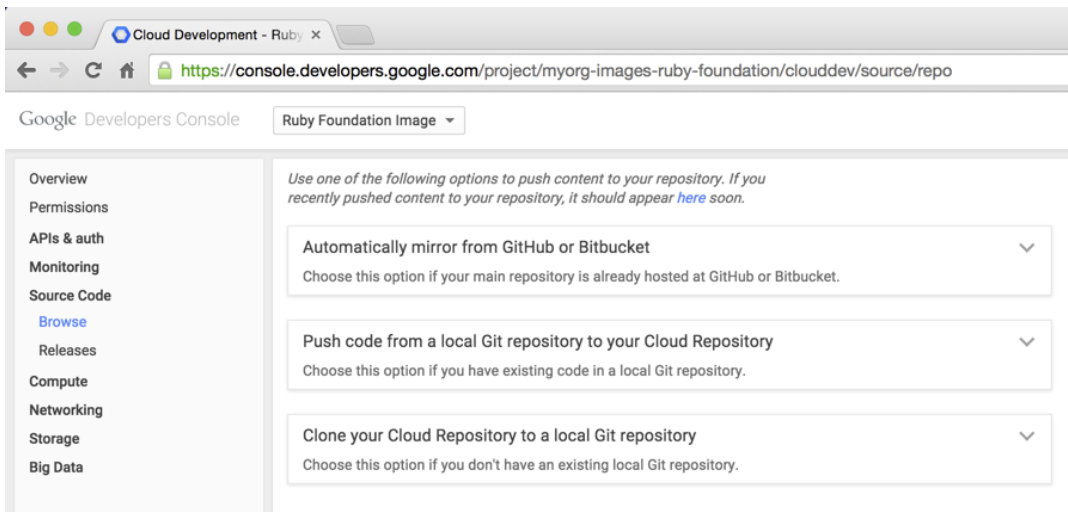 Cloud Development - Ruby
https://console.developers.google.com/project/myorg-images-ruby-foundation/clouddev/source/repo
Google Developers Console
Ruby Foundation Image
Overview
Permissions
APIs & auth
Monitoring
Source Code
Browse
Releases
Compute
Networking
Storage
Big Data
Use one of the following options to push content to your repository. If you
recently pushed content to your repository, it should appear here soon.
Automatically mirror from GitHub or Bitbucket
Choose this option if your main repository is already hosted at GitHub or Bitbucket.
Push code from a local Git repository to your Cloud Repository
Choose this option if you have existing code in a local Git repository.
Clone your Cloud Repository to a local Git repository
Choose this option if you don't have an existing local Git repository.